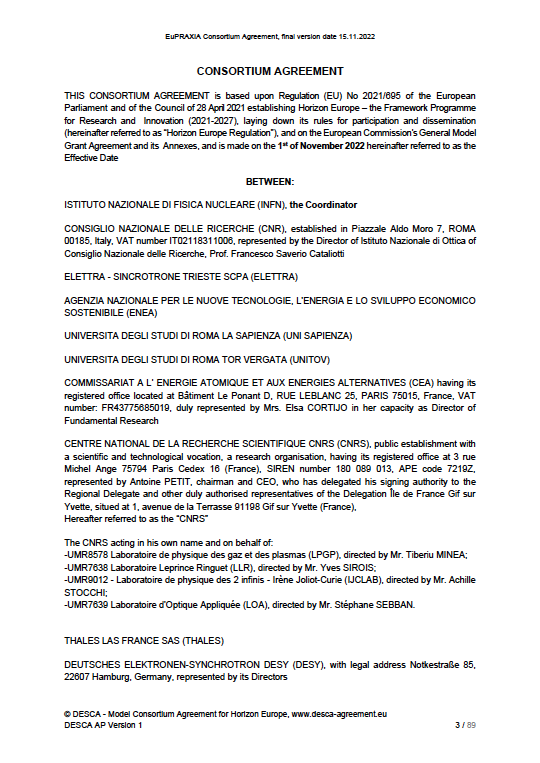 EuPRAXIA Consortium Agreement, final version date 15.11.2022
CONSORTIUM AGREEMENT
THIS CONSORTIUM AGREEMENT is based upon Regulation (EU) No 2021/695 of the European
Parliament and of the Council of 28 April 2021 establishing Horizon Europe – the Framework Programme
for Research and Innovation (2021-2027), laying down its rules for participation and dissemination
(hereinafter referred to as “Horizon Europe Regulation”), and on the European Commission’s General Model
Grant Agreement and its Annexes, and is made on the 1st of November 2022 hereinafter referred to as the
Effective Date
BETWEEN:
ISTITUTO NAZIONALE DI FISICA NUCLEARE (INFN), the Coordinator
CONSIGLIO NAZIONALE DELLE RICERCHE (CNR), established in Piazzale Aldo Moro 7, ROMA
00185, Italy, VAT number IT02118311006, represented by the Director of Istituto Nazionale di Ottica of
Consiglio Nazionale delle Ricerche, Prof. Francesco Saverio Cataliotti
ELETTRA - SINCROTRONE TRIESTE SCPA (ELETTRA)
AGENZIA NAZIONALE PER LE NUOVE TECNOLOGIE, L’ENERGIA E LO SVILUPPO ECONOMICO
SOSTENIBILE (ENEA)
UNIVERSITA DEGLI STUDI DI ROMA LA SAPIENZA (UNI SAPIENZA)
UNIVERSITA DEGLI STUDI DI ROMA TOR VERGATA (UNITOV)
COMMISSARIAT A L’ ENERGIE ATOMIQUE ET AUX ENERGIES ALTERNATIVES (CEA) having its
registered office located at Bâtiment Le Ponant D, RUE LEBLANC 25, PARIS 75015, France, VAT
number: FR43775685019, duly represented by Mrs. Elsa CORTIJO in her capacity as Director of
Fundamental Research
CENTRE NATIONAL DE LA RECHERCHE SCIENTIFIQUE CNRS (CNRS), public establishment with
a scientific and technological vocation, a research organisation, having its registered office at 3 rue
Michel Ange 75794 Paris Cedex 16 (France), SIREN number 180 089 013, APE code 7219Z,
represented by Antoine PETIT, chairman and CEO, who has delegated his signing authority to the
Regional Delegate and other duly authorised representatives of the Delegation Île de France Gif sur
Yvette, situed at 1, avenue de la Terrasse 91198 Gif sur Yvette (France),
Hereafter referred to as the “CNRS”
The CNRS acting in his own name and on behalf of:
-UMR8578 Laboratoire de physique des gaz et des plasmas (LPGP), directed by Mr. Tiberiu MINEA;
-UMR7638 Laboratoire Leprince Ringuet (LLR), directed by Mr. Yves SIROIS;
-UMR9012 - Laboratoire de physique des 2 infinis - Irène Joliot-Curie (IJCLAB), directed by Mr. Achille
STOCCHI;
-UMR7639 Laboratoire d’Optique Appliquée (LOA), directed by Mr. Stéphane SEBBAN.
THALES LAS FRANCE SAS (THALES)
DEUTSCHES ELEKTRONEN-SYNCHROTRON DESY (DESY), with legal address Notkestraße 85,
22607 Hamburg, Germany, represented by its Directors
© DESCA - Model Consortium Agreement for Horizon Europe, www.desca-agreement.eu
DESCA AP Version 1
3 / 89